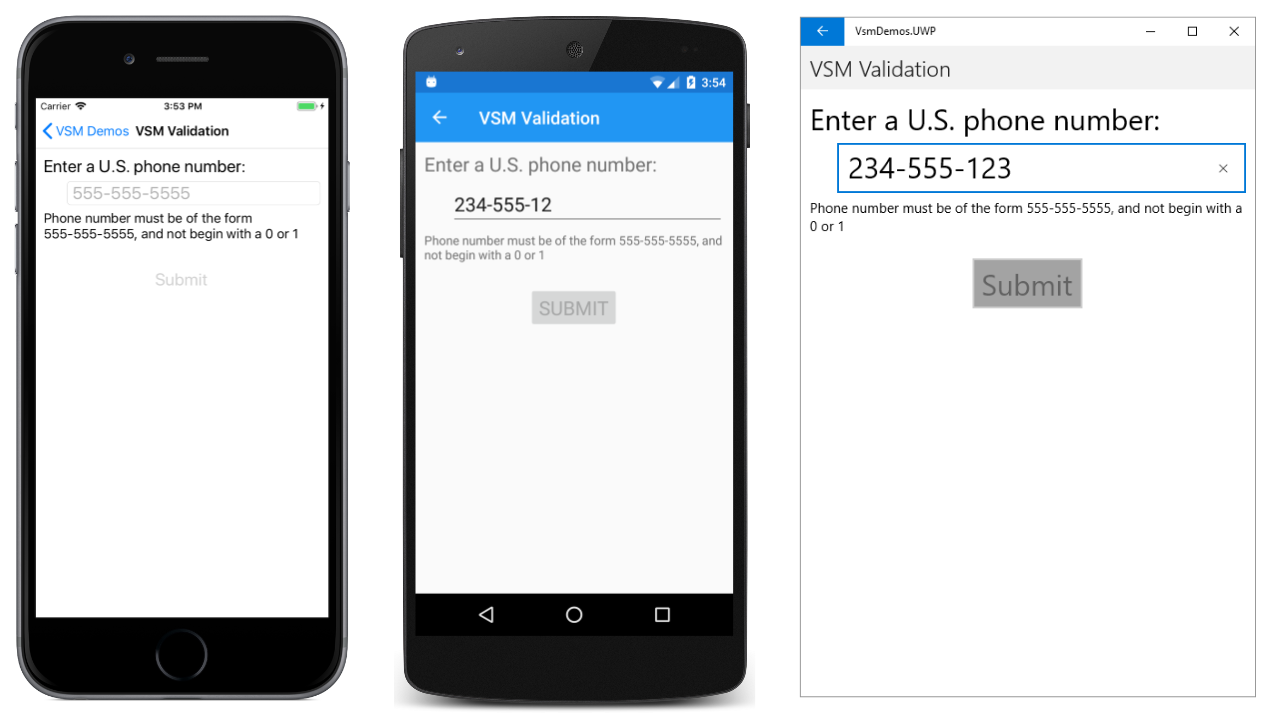 Carrier 3:53 PM
VSM Demos VSM Validation
Enter a U.S. phone number:
555-555-5555
Phone number must be of the form
555-555-5555, and not begin with a 0 or 1
Submit
3:54
VSM Validation
Enter a U.S. phone number:
234-555-12
Phone number must be of the form 555-555-5555, and
not begin with a 0 or 1
SUBMIT
VsmDemos.UWP
VSM Validation
Enter a U.S. phone number:
234-555-123
Phone number must be of the form 555-555-5555, and not begin with a
0 or 1
Submit